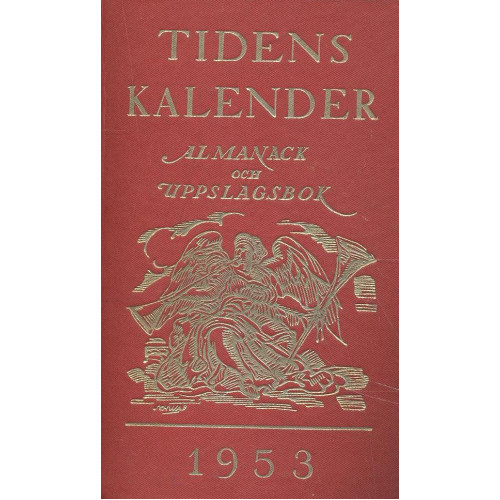 TIDENS
KALENDER
ALMANACK
OCH
UPPSLAGSBOK
1953